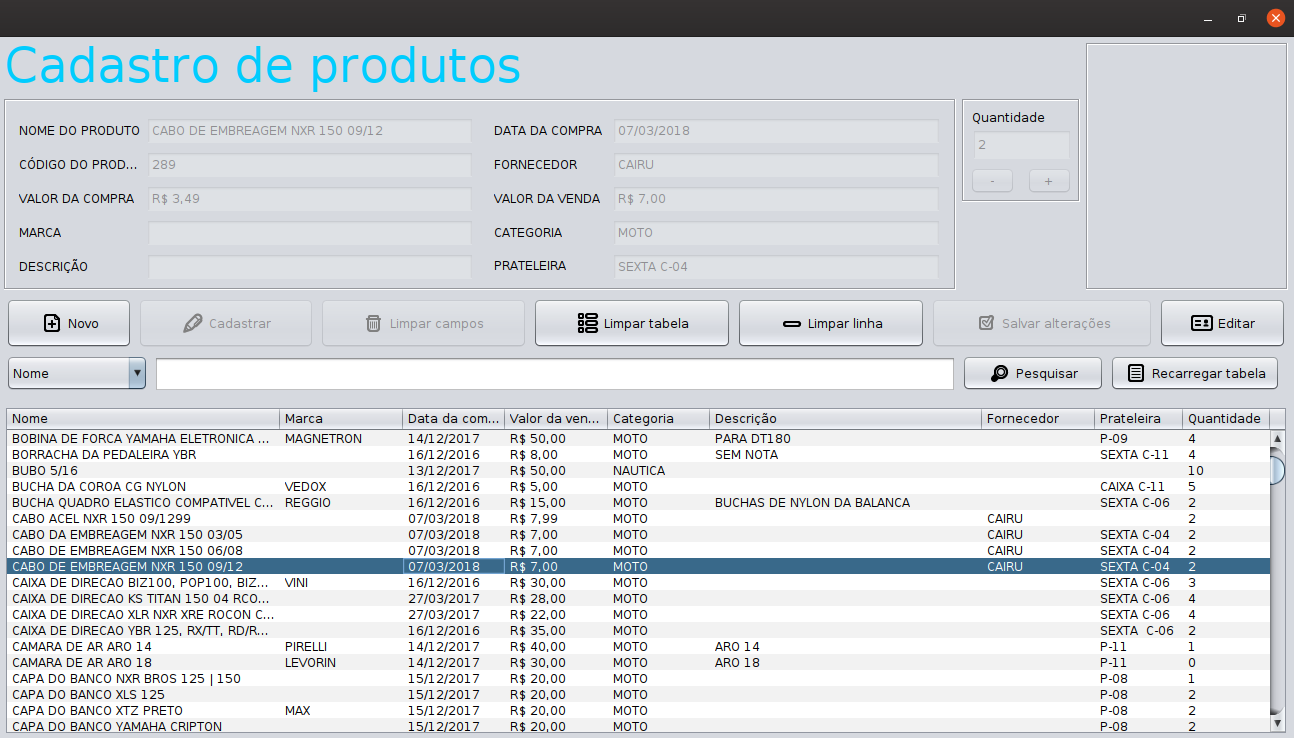 Cadastro de produtos
NOME DO PRODUTO CABO DE EMBREAGEM NXR 150 09/12 DATA DA COMPRA 07/03/2018 Quantidade
CÓDIGO DO PROD... 289 FORNECEDOR CAIRU 2
VALOR DA COMPRA R$ 3,49 VALOR DA VENDA R$ 7,00 - +
MARCA CATEGORIA MOTO
DESCRIÇÃO PRATELEIRA SEXTA C-04
Novo Cadastrar Limpar campos Limpar tabela Limpar linha Salvar alterações Editar
Nome Pesquisar Recarregar tabela
Nome Marca Data da com... Valor da ven... Categoria Descrição Fornecedor Prateleira Quantidade
BOBINA DE FORCA YAMAHA ELETRONICA ... MAGNETRON 14/12/2017 R$ 50,00 MOTO PARA DT180 P-09 4
BORRACHA DA PEDALEIRA YBR 16/12/2016 R$ 8,00 MOTO SEM NOTA SEXTA C-11 4
BUBO 5/16 13/12/2017 R$ 50,00 NAUTICA 10
BUCHA DA COROA CG NYLON VEDOX 16/12/2016 R$ 5,00 MOTO CAIXA C-11 5
BUCHA QUADRO ELASTICO COMPATIVEL C... REGGIO 16/12/2016 R$ 15,00 MOTO BUCHAS DE NYLON DA BALANCA SEXTA C-06 2
CABO ACEL NXR 150 09/1299 07/03/2018 R$ 7,99 MOTO CAIRU 2
CABO DA EMBREAGEM NXR 150 03/05 07/03/2018 R$ 7,00 MOTO CAIRU SEXTA C-04 2
CABO DE EMBREAGEM NXR 150 06/08 07/03/2018 R$ 7,00 MOTO CAIRU SEXTA C-04 2
CABO DE EMBREAGEM NXR 150 09/12 07/03/2018 R$ 7,00 MOTO CAIRU SEXTA C-04 2
CAIXA DE DIRECAO BIZ100, POP100, BIZ... VINI 16/12/2016 R$ 30,00 MOTO SEXTA C-06 3
CAIXA DE DIRECAO KS TITAN 150 04 RCO... 27/03/2017 R$ 28,00 MOTO SEXTA C-06 4
CAIXA DE DIRECAO XLR NXR XRE ROCON C... 27/03/2017 R$ 22,00 MOTO SEXTA C-06 4
CAIXA DE DIRECAO YBR 125, RX/TT, RD/R... 16/12/2016 R$ 35,00 MOTO SEXTA  C-06 2
CAMARA DE AR ARO 14 PIRELLI 14/12/2017 R$ 40,00 MOTO ARO 14 P-11 1
CAMARA DE AR ARO 18 LEVORIN 14/12/2017 R$ 30,00 MOTO ARO 18 P-11 0
CAPA DO BANCO NXR BROS 125 | 150 15/12/2017 R$ 20,00 MOTO P-08 1
CAPA DO BANCO XLS 125 15/12/2017 R$ 20,00 MOTO P-08 2
CAPA DO BANCO XTZ PRETO MAX 15/12/2017 R$ 20,00 MOTO P-08 2
CAPA DO BANCO YAMAHA CRIPTON 15/12/2017 R$ 20,00 MOTO P-08 2